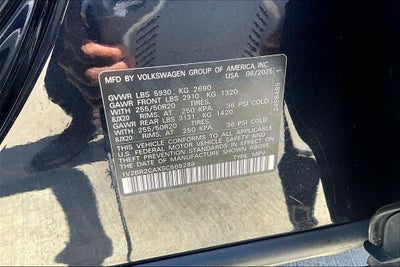 MFD BY VOLKSWAGEN GROUP OF AMERICA, INC.
USA 06/2025
GVWR LBS 5930, KG 2690
GAWR FRONT LBS 2910, KG 1320
255/50R20 TIRES,
8JX20 RIMS, AT 250 KPA, 36 PSI COLD
GAWR REAR LBS 3131, KG 1420
255/50R20 TIRES,
8JX20 RIMS, AT 250 KPA, 36 PSI COLD
THIS VEHICLE CONFORMS TO ALL APPLICABLE
U.S. FEDERAL MOTOR VEHICLE SAFETY AND
THEFT PREVENTION STANDARDS IN EFFECT ON
THE DATE OF MANUFACTURE SHOWN ABOVE.
TYPE: MPV